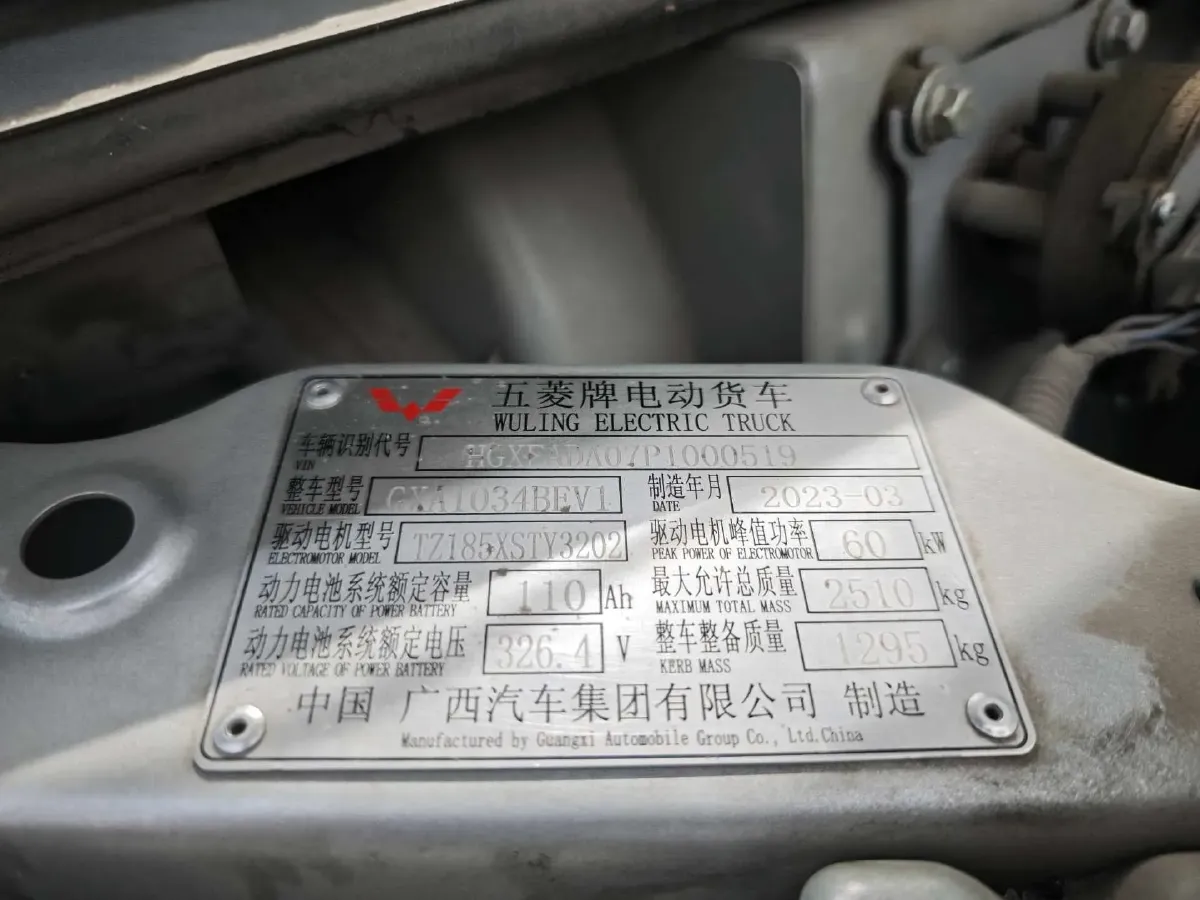 五菱牌电动货车
WULING ELECTRIC TRUCK
车辆识别代号
VIN
整车型号 GXA1034BEV1 制造年月 2023-03
VEHICLE MODEL DATE
驱动电机型号 TZ185XSTY3202 驱动电机峰值功率 60 kW
ELECTROMOTOR MODEL PEAK POWER OF ELECTROMOTOR
动力电池系统额定容量 110 Ah 最大允许总质量 2510 kg
RATED CAPACITY OF POWER BATTERY MAXIMUM TOTAL MASS
动力电池系统额定电压 326.4 V 整车整备质量 1295 kg
RATED VOLTAGE OF POWER BATTERY KERB MASS
中国 广西汽车集团有限公司 制造
Manufactured by Guangxi Automobile Group Co., Ltd.China